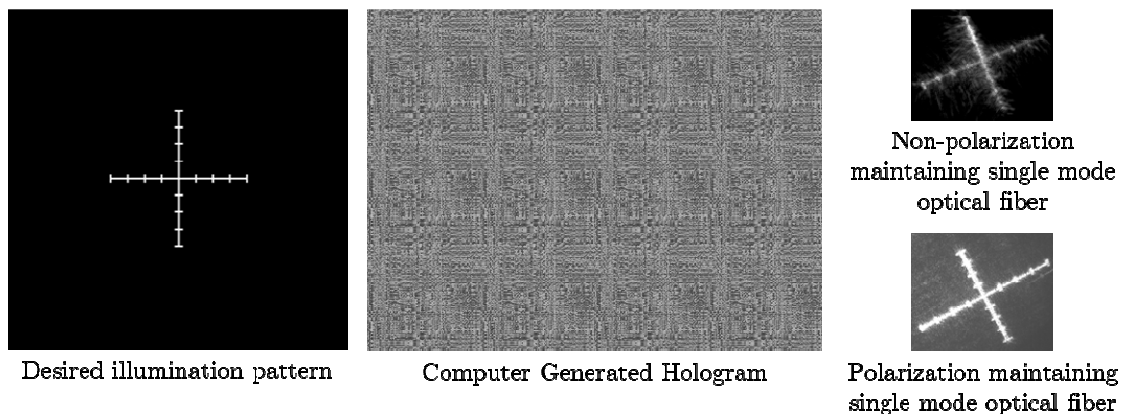 Non-polarization
maintaining single mode
optical fiber
Desired illumination pattern
Computer Generated Hologram
Polarization maintaining
single mode optical fiber